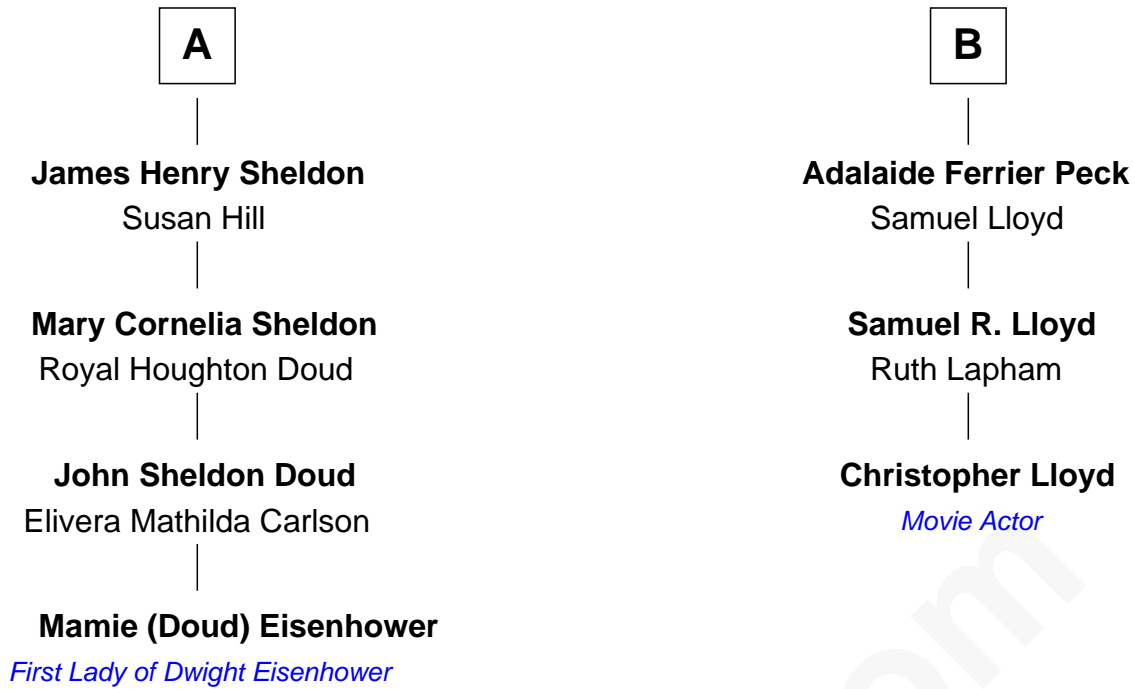 A
James Henry Sheldon
Susan Hill
Mary Cornelia Sheldon
Royal Houghton Doud
John Sheldon Doud
Elivera Mathilda Carlson
Mamie (Doud) Eisenhower
First Lady of Dwight Eisenhower
B
Adalaide Ferrier Peck
Samuel Lloyd
Samuel R. Lloyd
Ruth Lapham
Christopher Lloyd
Movie Actor
om